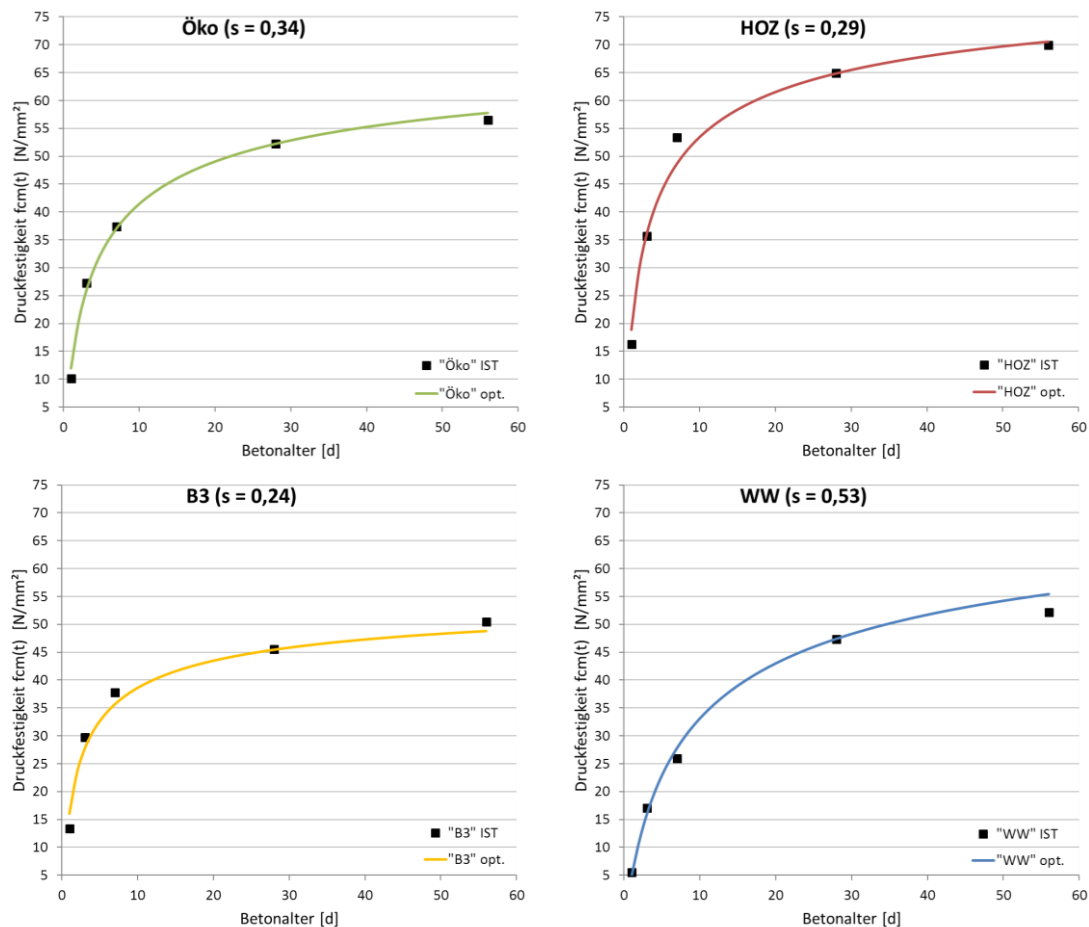 Öko (s = 0,34)
Druckfestigkeit fcm(t) [N/mm²]
75
70
65
60
55
50
45
40
35
30
25
20
15
10
5
"Öko" IST
"Öko" opt.
0 10 20 30 40 50 60
Betonalter [d]
HOZ (s = 0,29)
Druckfestigkeit fcm(t) [N/mm²]
75
70
65
60
55
50
45
40
35
30
25
20
15
10
5
"HOZ" IST
"HOZ" opt.
0 10 20 30 40 50 60
Betonalter [d]
B3 (s = 0,24)
Druckfestigkeit fcm(t) [N/mm²]
75
70
65
60
55
50
45
40
35
30
25
20
15
10
5
"B3" IST
"B3" opt.
0 10 20 30 40 50 60
Betonalter [d]
WW (s = 0,53)
Druckfestigkeit fcm(t) [N/mm²]
75
70
65
60
55
50
45
40
35
30
25
20
15
10
5
"WW" IST
"WW" opt.
0 10 20 30 40 50 60
Betonalter [d]